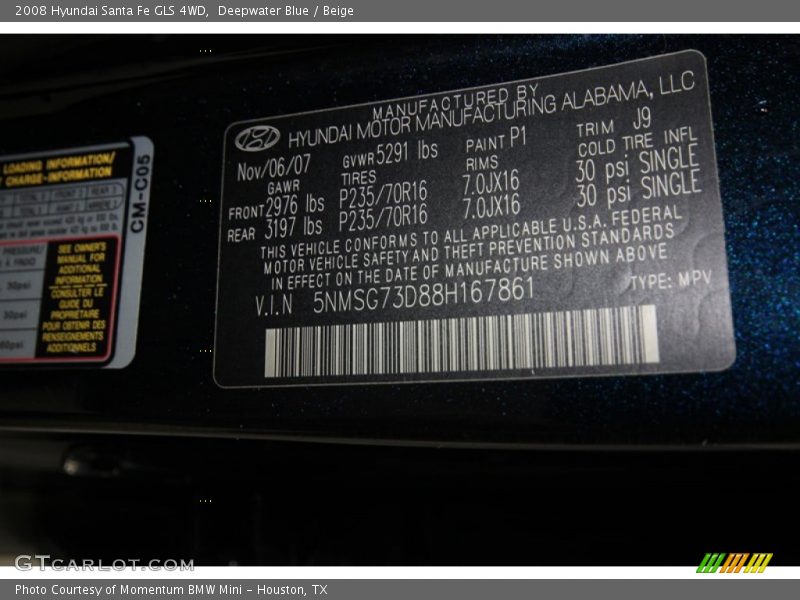 2008 Hyundai Santa Fe GLS 4WD, Deepwater Blue / Beige
MANUFACTURED BY
HYUNDAI MOTOR MANUFACTURING ALABAMA, LLC
Nov/06/07 GVWR 5291 lbs PAINT P1 TRIM J9
GAWR TIRES RIMS COLD TIRE INFL
FRONT 2976 lbs P235/70R16 7.0JX16 30 psi SINGLE
REAR 3197 lbs P235/70R16 7.0JX16 30 psi SINGLE
THIS VEHICLE CONFORMS TO ALL APPLICABLE U.S.A. FEDERAL
MOTOR VEHICLE SAFETY AND THEFT PREVENTION STANDARDS
IN EFFECT ON THE DATE OF MANUFACTURE SHOWN ABOVE
V.I.N 5NMSG73D88H167861 TYPE: MPV
LOADING INFORMATION/
CHARGE-INFORMATION
CM-C05
SEE OWNER'S
MANUAL FOR
ADDITIONAL
INFORMATION
CONSULTER LE
GUIDE DU
PROPRIETAIRE
POUR OBTENIR DES
RENSEIGNEMENTS
ADDITIONNELS
30psi
30psi
60psi
GTCARLOT.COM
Photo Courtesy of Momentum BMW Mini - Houston, TX